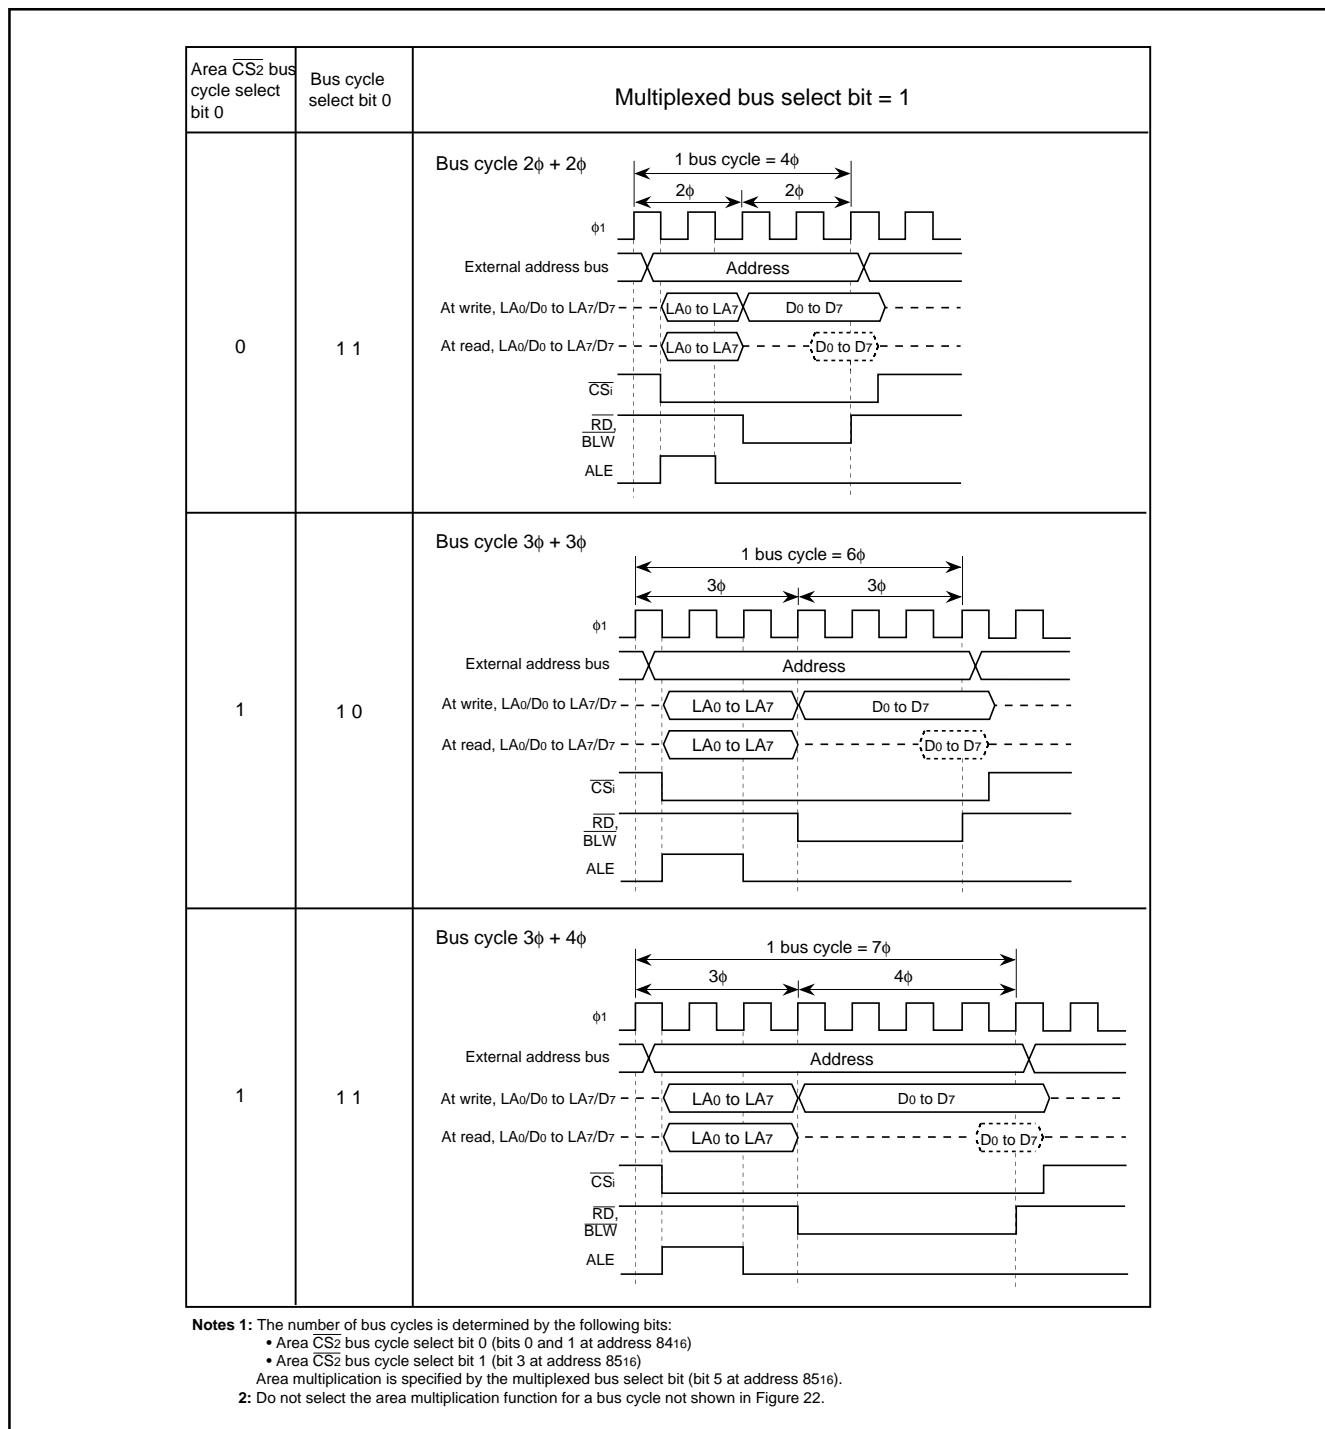 Area CS2 bus cycle select bit 0
Bus cycle select bit 0
Multiplexed bus select bit = 1
0
1 1
Bus cycle 2ϕ + 2ϕ
1 bus cycle = 4ϕ
2ϕ
2ϕ
ϕ1
External address bus
Address
At write, LA0/D0 to LA7/D7
LA0 to LA7
D0 to D7
At read, LA0/D0 to LA7/D7
LA0 to LA7
D0 to D7
CSi
RD,
BLW
ALE
1
1 0
Bus cycle 3ϕ + 3ϕ
1 bus cycle = 6ϕ
3ϕ
3ϕ
ϕ1
External address bus
Address
At write, LA0/D0 to LA7/D7
LA0 to LA7
D0 to D7
At read, LA0/D0 to LA7/D7
LA0 to LA7
D0 to D7
CSi
RD,
BLW
ALE
1
1 1
Bus cycle 3ϕ + 4ϕ
1 bus cycle = 7ϕ
3ϕ
4ϕ
ϕ1
External address bus
Address
At write, LA0/D0 to LA7/D7
LA0 to LA7
D0 to D7
At read, LA0/D0 to LA7/D7
LA0 to LA7
D0 to D7
CSi
RD,
BLW
ALE
Notes 1: The number of bus cycles is determined by the following bits:
• Area CS2 bus cycle select bit 0 (bits 0 and 1 at address 8416)
• Area CS2 bus cycle select bit 1 (bit 3 at address 8516)
Area multiplication is specified by the multiplexed bus select bit (bit 5 at address 8516).
2: Do not select the area multiplication function for a bus cycle not shown in Figure 22.